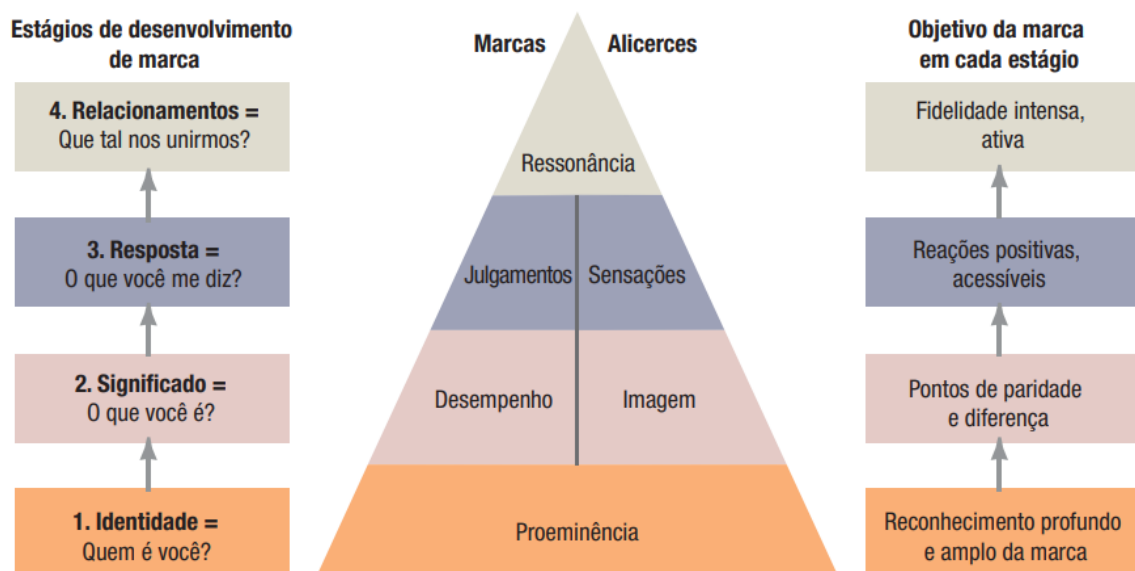 Estágios de desenvolvimento
de marca
4. Relacionamentos =
Que tal nos unirmos?
3. Resposta =
O que você me diz?
2. Significado =
O que você é?
1. Identidade =
Quem é você?
Marcas
Alicerces
Ressonância
Julgamentos
Sensações
Desempenho
Imagem
Proeminência
Objetivo da marca
em cada estágio
Fidelidade intensa,
ativa
Reações positivas,
acessíveis
Pontos de paridade
e diferença
Reconhecimento profundo
e amplo da marca